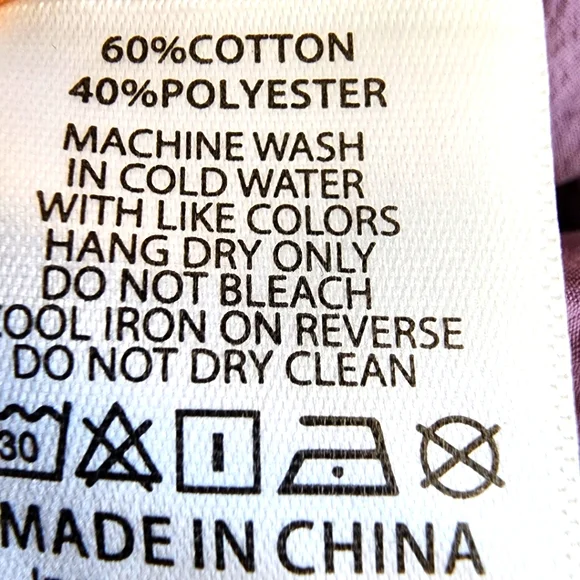 60%COTTON
40%POLYESTER
MACHINE WASH
IN COLD WATER
WITH LIKE COLORS
HANG DRY ONLY
DO NOT BLEACH
COOL IRON ON REVERSE
DO NOT DRY CLEAN
30
MADE IN CHINA